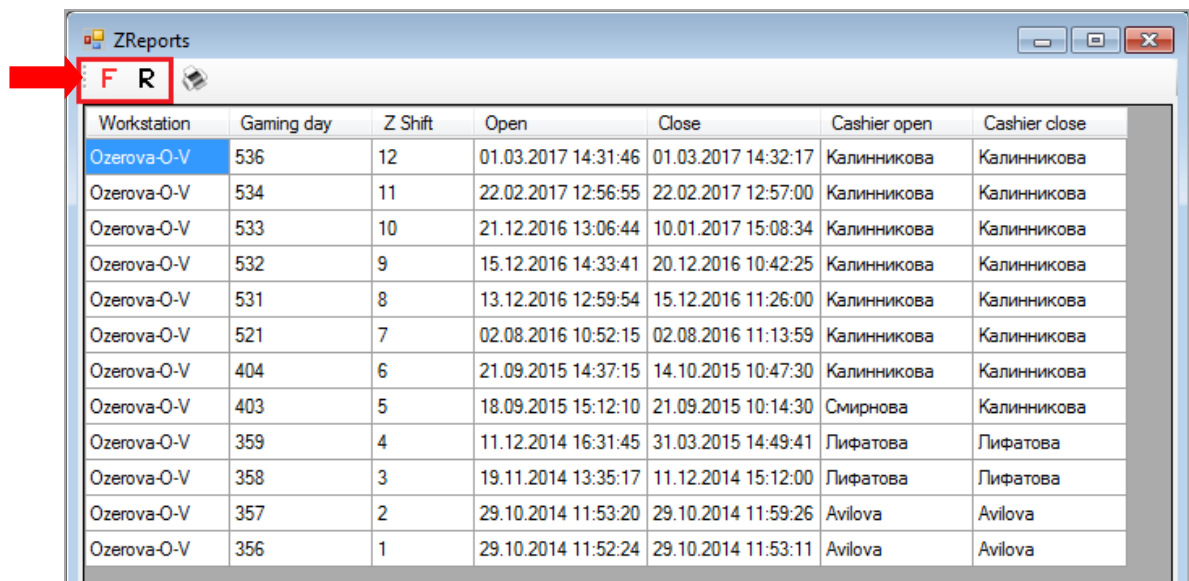 ZReports
F R
Workstation Gaming day Z Shift Open Close Cashier open Cashier close
Ozerova-O-V 536 12 01.03.2017 14:31:46 01.03.2017 14:32:17 Калинникова Калинникова
Ozerova-O-V 534 11 22.02.2017 12:56:55 22.02.2017 12:57:00 Калинникова Калинникова
Ozerova-O-V 533 10 21.12.2016 13:06:44 10.01.2017 15:08:34 Калинникова Калинникова
Ozerova-O-V 532 9 15.12.2016 14:33:41 20.12.2016 10:42:25 Калинникова Калинникова
Ozerova-O-V 531 8 13.12.2016 12:59:54 15.12.2016 11:26:00 Калинникова Калинникова
Ozerova-O-V 521 7 02.08.2016 10:52:15 02.08.2016 11:13:59 Калинникова Калинникова
Ozerova-O-V 404 6 21.09.2015 14:37:15 14.10.2015 10:47:30 Калинникова Калинникова
Ozerova-O-V 403 5 18.09.2015 15:12:10 21.09.2015 10:14:30 Смирнова Калинникова
Ozerova-O-V 359 4 11.12.2014 16:31:45 31.03.2015 14:49:41 Лифатова Лифатова
Ozerova-O-V 358 3 19.11.2014 13:35:17 11.12.2014 15:12:00 Лифатова Лифатова
Ozerova-O-V 357 2 29.10.2014 11:53:20 29.10.2014 11:59:26 Avilova Avilova
Ozerova-O-V 356 1 29.10.2014 11:52:24 29.10.2014 11:53:11 Avilova Avilova